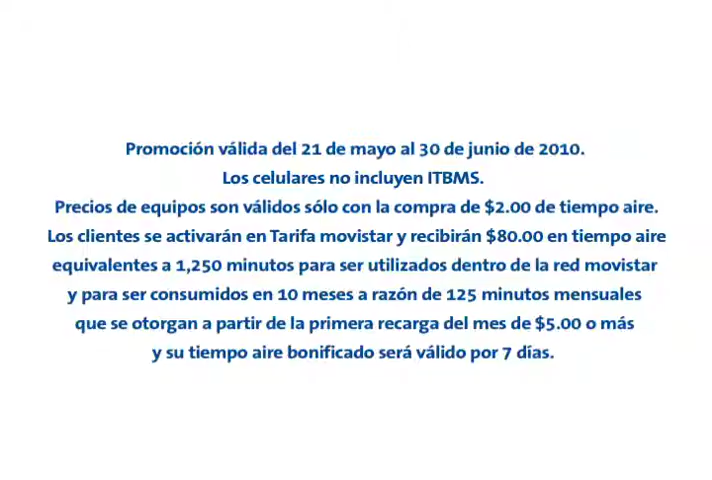 Promoción válida del 21 de mayo al 30 de junio de 2010.
Los celulares no incluyen ITBMS.
Precios de equipos son válidos sólo con la compra de $2.00 de tiempo aire.
Los clientes se activarán en Tarifa movistar y recibirán $80.00 en tiempo aire
equivalentes a 1,250 minutos para ser utilizados dentro de la red movistar
y para ser consumidos en 10 meses a razón de 125 minutos mensuales
que se otorgan a partir de la primera recarga del mes de $5.00 o más
y su tiempo aire bonificado será válido por 7 días.